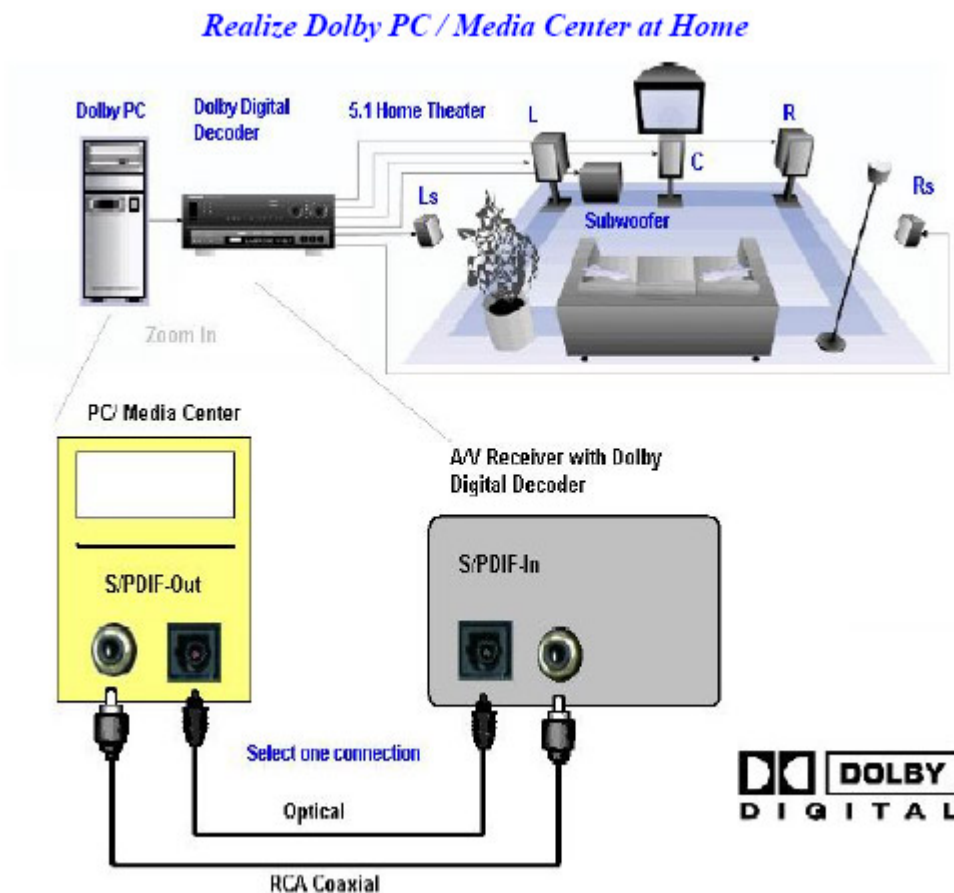 Realize Dolby PC / Media Center at Home
Dolby PC
Dolby Digital
Decoder
5.1 Home Theater
L
R
C
Ls
Rs
Subwoofer
Zoom In
PC/ Media Center
A/V Receiver with Dolby
Digital Decoder
S/PDIF-Out
S/PDIF-In
Select one connection
Optical
RCA Coaxial
DOLBY
DIGITAL